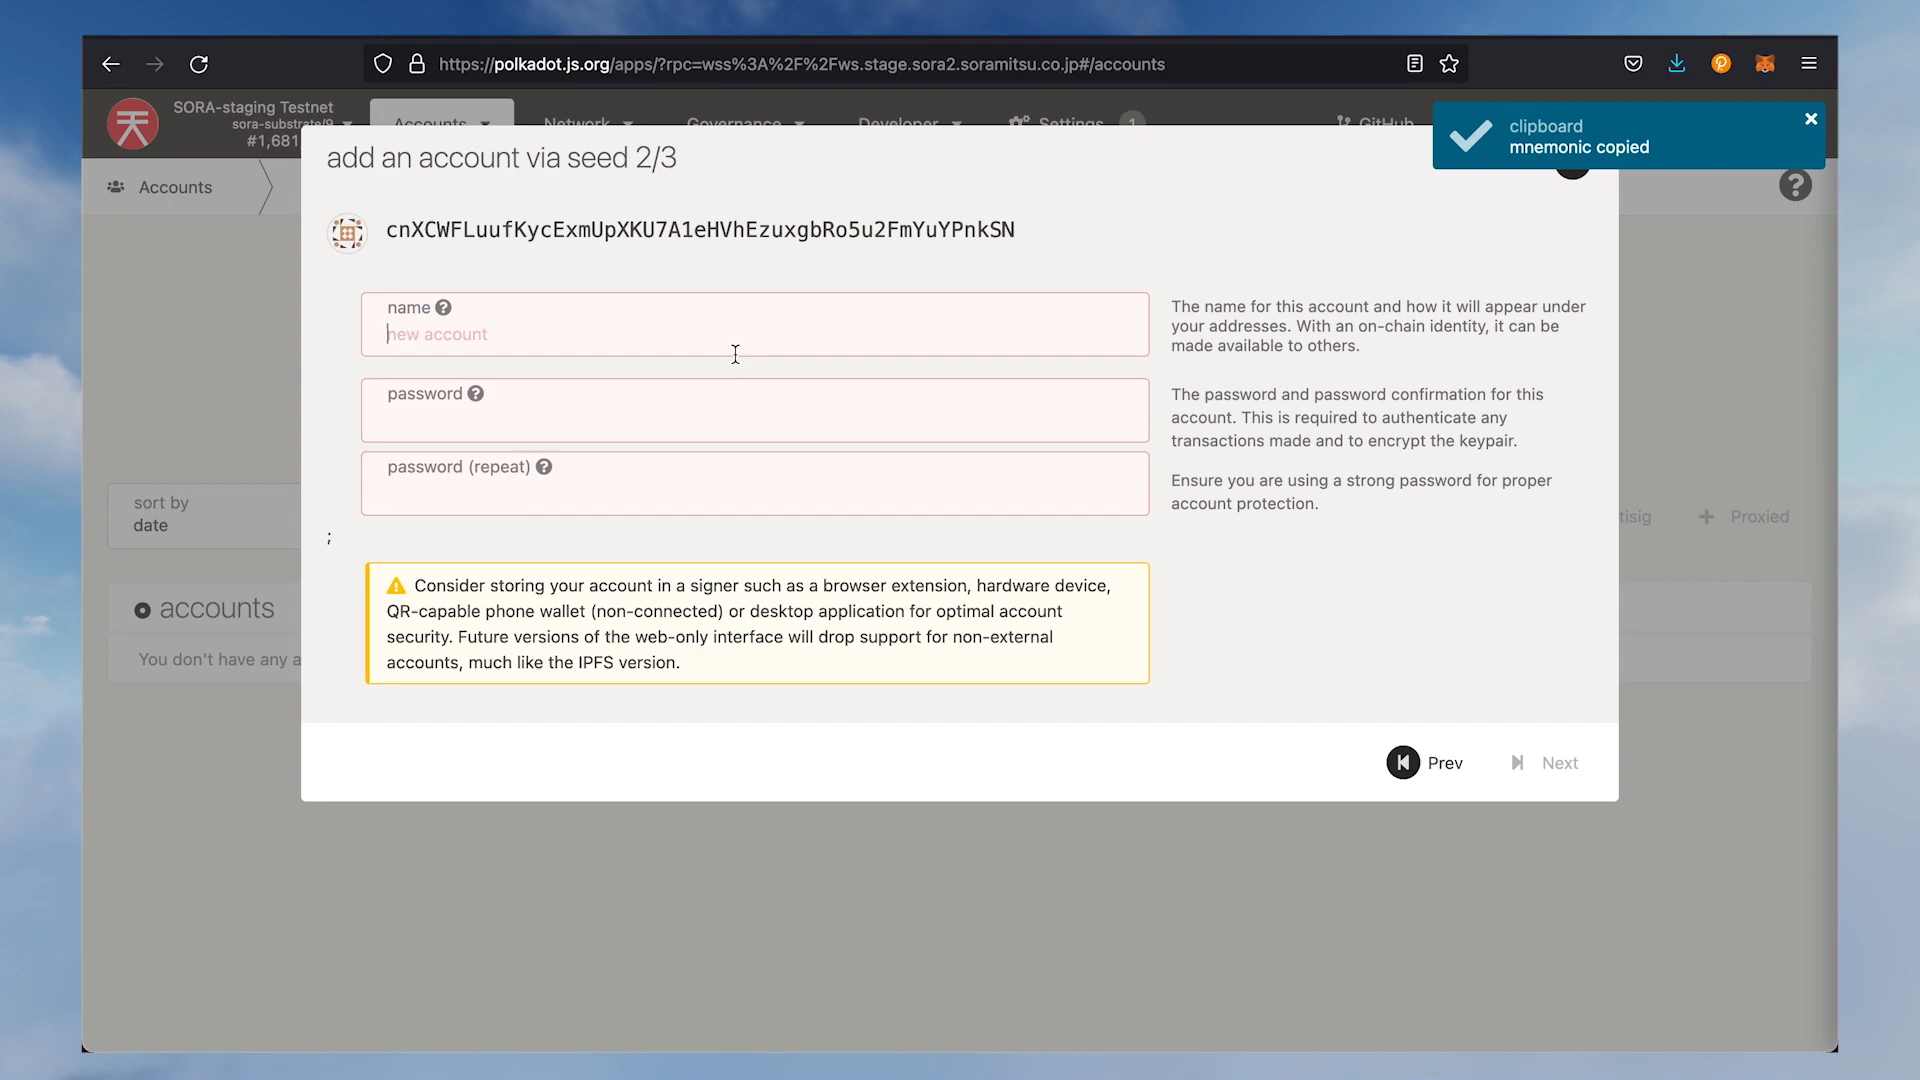 https://polkadot.js.org/apps/?rpc=wss%3A%2F%2Fws.stage.sora2.soramitsu.co.jp#/accounts
SORA-staging Testnet
sora-substrate/9
#1,681
Accounts
Network
Governance
Developer
Settings
1
GitHub
clipboard
mnemonic copied
Accounts
add an account via seed 2/3
cnXCWFLuufKycExmUpXKU7A1eHVhEzuxgbRo5u2FmYuYPnkSN
name
new account
The name for this account and how it will appear under
your addresses. With an on-chain identity, it can be
made available to others.
password
The password and password confirmation for this
account. This is required to authenticate any
transactions made and to encrypt the keypair.
password (repeat)
Ensure you are using a strong password for proper
account protection.
;
sort by
date
tisig
Proxied
Consider storing your account in a signer such as a browser extension, hardware device,
QR-capable phone wallet (non-connected) or desktop application for optimal account
security. Future versions of the web-only interface will drop support for non-external
accounts, much like the IPFS version.
accounts
You don't have any a
Prev
Next